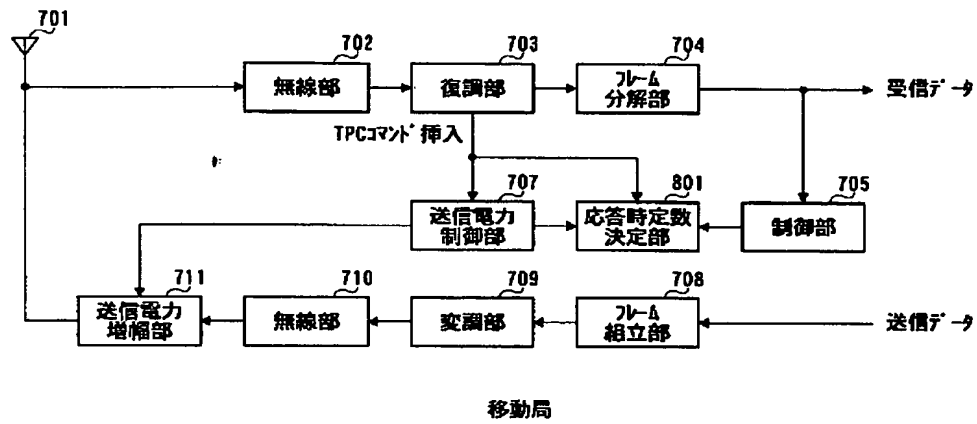 701
702
703
704
無線部
復調部
フレーム
分解部
受信データ
TPCコマンド 挿入
707
801
705
送信電力
制御部
応答時定数
決定部
制御部
711
710
709
708
送信電力
増幅部
無線部
変調部
フレーム
組立部
送信データ
移動局